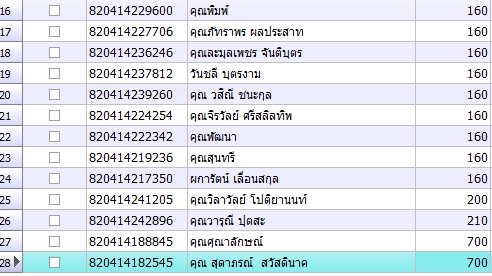 16 820414229600 คุณพิมพ์ 160
17 820414227706 คุณภัทราพร ผลประสาท 160
18 820414236246 คุณละมุลเพชร จันติบุตร 160
19 820414237812 วันชลี บุตรงาม 160
20 820414239260 คุณ วสิณี ชนะกุล 160
21 820414224254 คุณจิรวัลย์ ศรีสลิลทิพ 160
22 820414222342 คุณพัฒนา 160
23 820414219236 คุณสุนทรี 160
24 820414217350 ผการัตน์ เลื่อนสกุล 160
25 820414241205 คุณวิลาวัลย์ โปติยานนท์ 200
26 820414242896 คุณวารุณี ปุตสะ 210
27 820414188845 คุณศุณาลักษณ์ 700
28 820414182545 คุณ สุดาภรณ์ สวัสดินาค 700